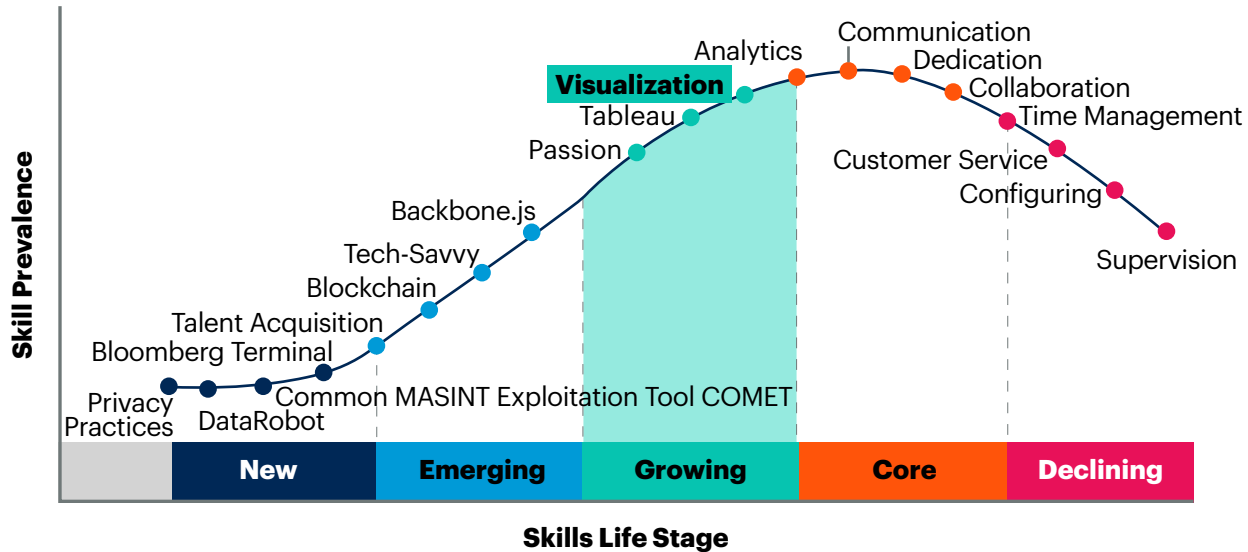 Communication
Analytics
Dedication
Visualization
Collaboration
Tableau
Time Management
Passion
Customer Service
Configuring
Backbone.js
Tech-Savvy
Supervision
Blockchain
Talent Acquisition
Bloomberg Terminal
Common MASINT Exploitation Tool COMET
Privacy
Practices
DataRobot
Skill Prevalence
New
Emerging
Growing
Core
Declining
Skills Life Stage